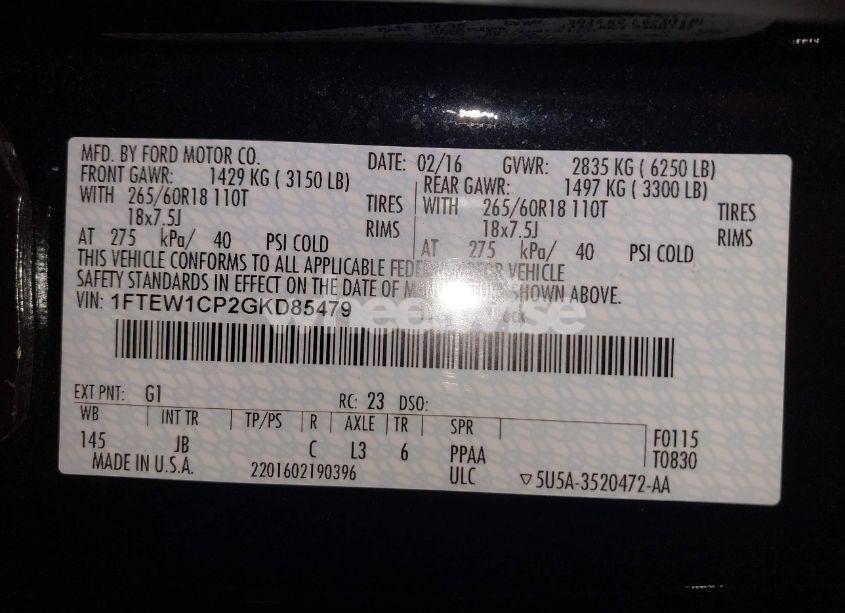 MFD. BY FORD MOTOR CO. DATE: 02/16 GVWR: 2835 KG ( 6250 LB)
FRONT GAWR: 1429 KG ( 3150 LB) REAR GAWR: 1497 KG ( 3300 LB)
WITH 265/60R18 110T TIRES WITH 265/60R18 110T TIRES
18x7.5J RIMS 18x7.5J RIMS
AT 275 kPa/ 40 PSI COLD AT 275 kPa/ 40 PSI COLD
THIS VEHICLE CONFORMS TO ALL APPLICABLE VEHICLE
SAFETY STANDARDS IN EFFECT ON THE DATE OF SHOWN ABOVE.
VIN: 1FTEW1CP2GKD85479
EXT PNT: G1 RC: 23 DSO:
WB INT TR TP/PS R AXLE TR SPR
145 JB C L3 6 PPAA
F0115
T0830
MADE IN U.S.A. 2201602190396 ULC ▽5U5A-3520472-AA